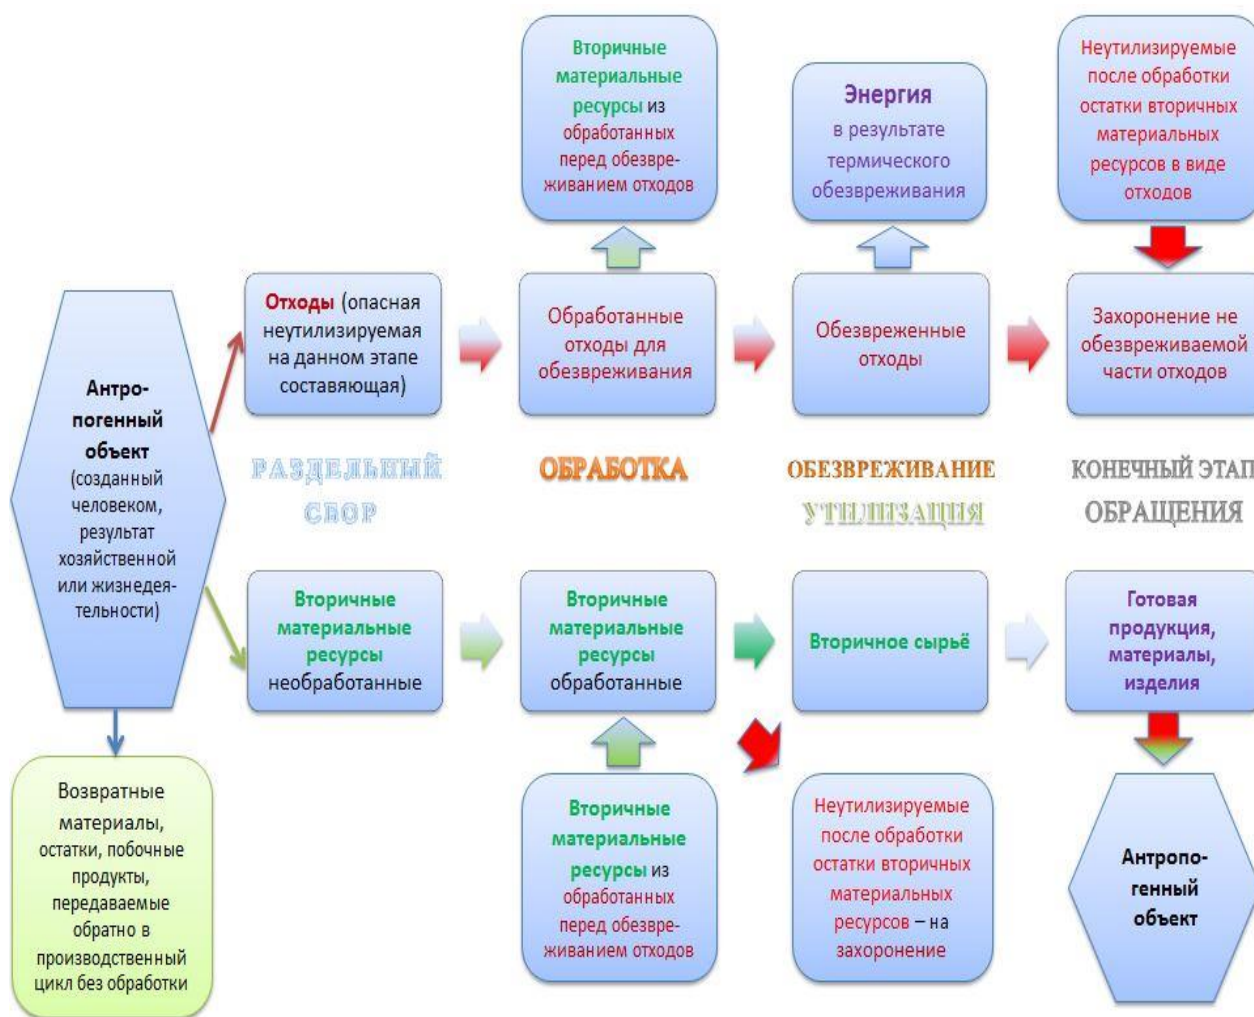 Вторичные
материальные
ресурсы из
обработанных
перед обезвре-
живанием отходов
Энергия
в результате
термического
обезвреживания
Неутилизируемые
после обработки
остатки вторичных
материальных
ресурсов в виде
отходов
Отходы (опасная
неутилизируемая
на данном этапе
составяющая)
Обработанные
отходы для
обезвреживания
Обезвреженные
отходы
Захоронение не
обезвреживаемой
части отходов
Антро-
погенный
объект
(созданный
человеком,
результат
хозяйственной
или жизнедея-
тельности)
РАЗДЕЛЬНЫЙ
СБОР
ОБРАБОТКА
ОБЕЗВРЕЖИВАНИЕ
УТИЛИЗАЦИЯ
КОНЕЧНЫЙ ЭТАП
ОБРАЩЕНИЯ
Вторичные
материальные
ресурсы
необработанные
Вторичные
материальные
ресурсы
обработанные
Вторичное сырьё
Готовая
продукция,
материалы,
изделия
Возвратные
материалы,
остатки, побочные
продукты,
передаваемые
обратно в
производственный
цикл без обработки
Вторичные
материальные
ресурсы из
обработанных
перед обезвре-
живанием отходов
Неутилизируемые
после обработки
остатки вторичных
материальных
ресурсов – на
захоронение
Антропо-
генный
объект